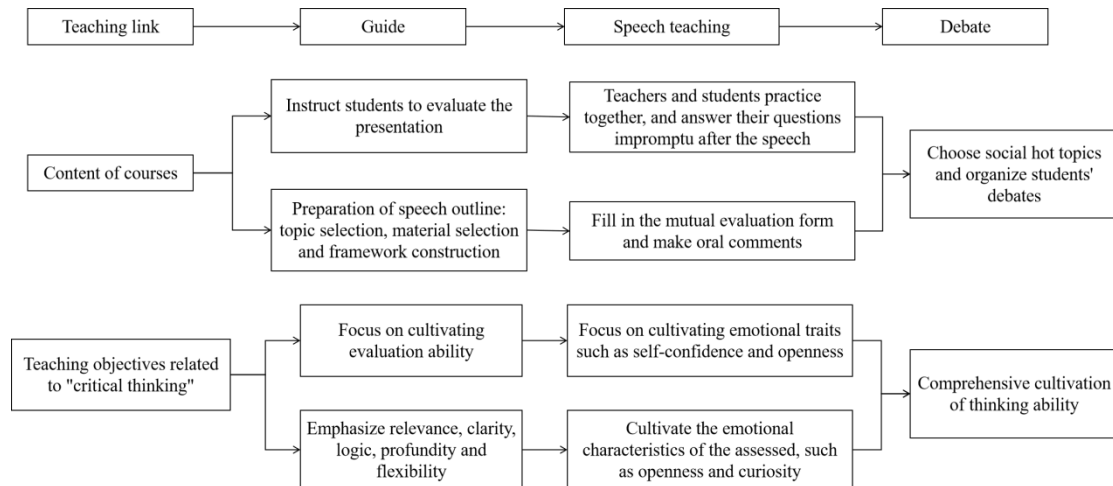 Teaching link
Guide
Speech teaching
Debate
Content of courses
Instruct students to evaluate the
presentation
Teachers and students practice
together, and answer their questions
impromptu after the speech
Preparation of speech outline:
topic selection, material selection
and framework construction
Fill in the mutual evaluation form
and make oral comments
Choose social hot topics
and organize students'
debates
Teaching objectives related
to "critical thinking"
Focus on cultivating
evaluation ability
Focus on cultivating emotional traits
such as self-confidence and openness
Emphasize relevance, clarity,
logic, profundity and
flexibility
Cultivate the emotional
characteristics of the assessed, such
as openness and curiosity
Comprehensive cultivation
of thinking ability